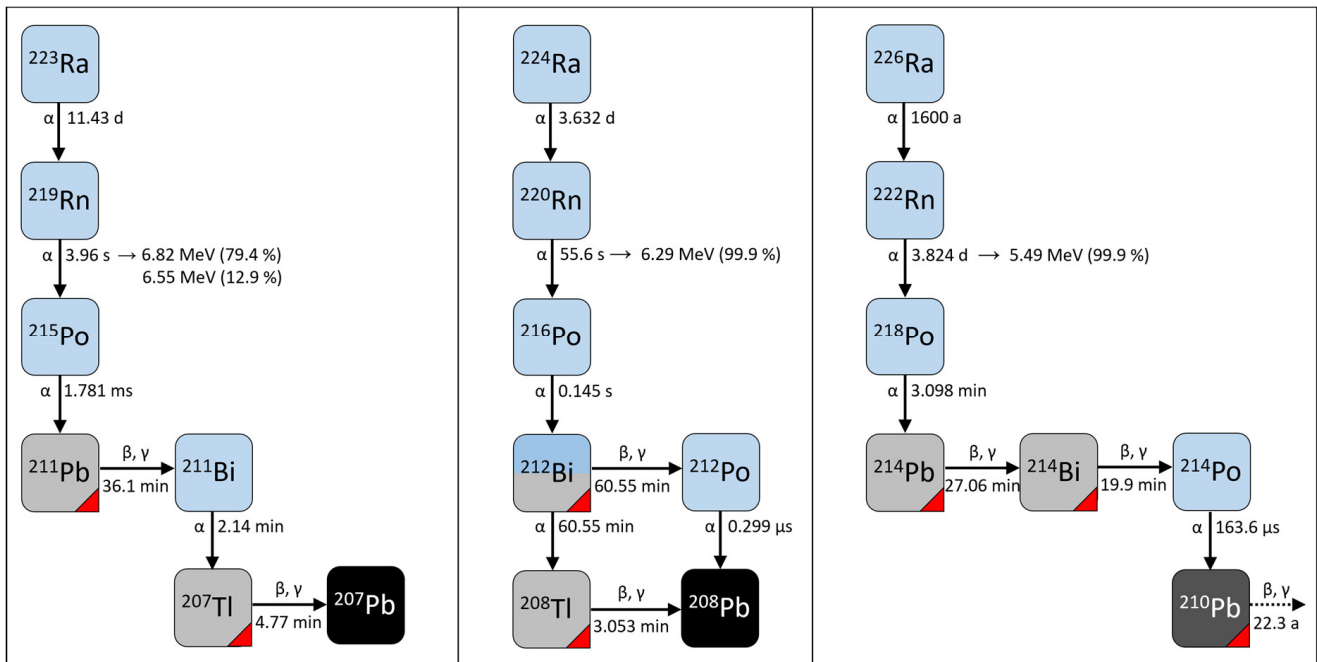 ²²³Ra
α 11.43 d
²¹⁹Rn
α 3.96 s → 6.82 MeV (79.4 %)
6.55 MeV (12.9 %)
²¹⁵Po
α 1.781 ms
²¹¹Pb
β, γ
36.1 min
²¹¹Bi
α 2.14 min
²⁰⁷Tl
β, γ
4.77 min
²⁰⁷Pb
²²⁴Ra
α 3.632 d
²²⁰Rn
α 55.6 s → 6.29 MeV (99.9 %)
²¹⁶Po
α 0.145 s
²¹²Bi
β, γ
60.55 min
²¹²Po
α 60.55 min
α 0.299 µs
²⁰⁸Tl
β, γ
3.053 min
²⁰⁸Pb
²²⁶Ra
α 1600 a
²²²Rn
α 3.824 d → 5.49 MeV (99.9 %)
²¹⁸Po
α 3.098 min
²¹⁴Pb
β, γ
27.06 min
²¹⁴Bi
β, γ
19.9 min
²¹⁴Po
α 163.6 µs
²¹⁰Pb
β, γ
22.3 a